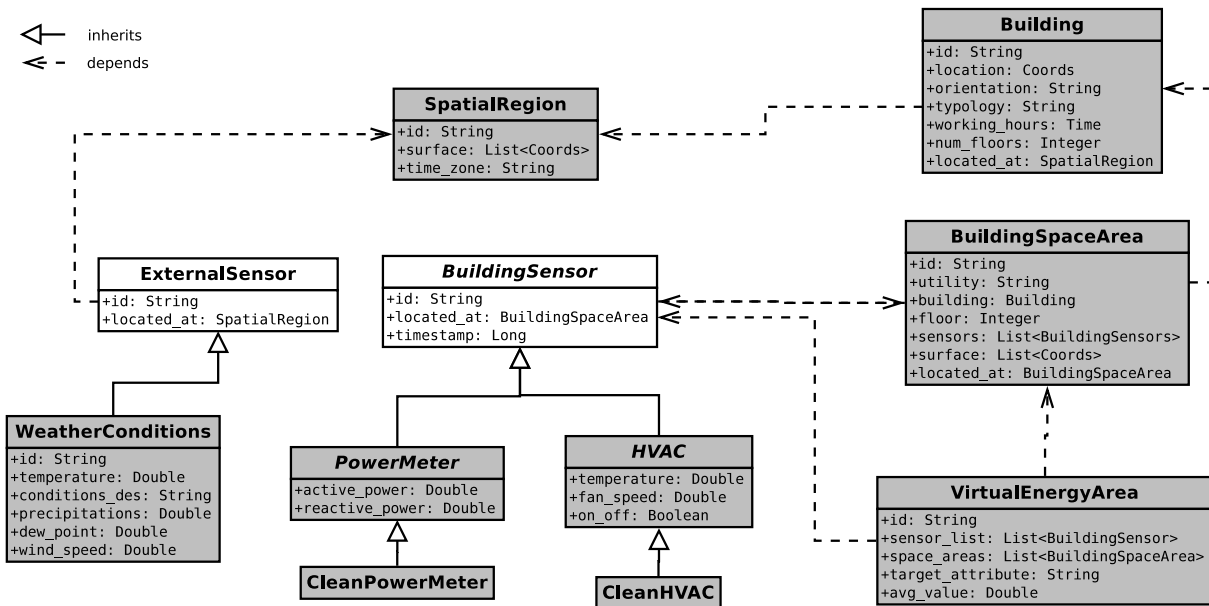 inherits
depends
Building
+id: String
+location: Coords
+orientation: String
+typology: String
+working_hours: Time
+num_floors: Integer
+located_at: SpatialRegion
SpatialRegion
+id: String
+surface: List<Coords>
+time_zone: String
ExternalSensor
+id: String
+located_at: SpatialRegion
BuildingSensor
+id: String
+located_at: BuildingSpaceArea
+timestamp: Long
BuildingSpaceArea
+id: String
+utility: String
+building: Building
+floor: Integer
+sensors: List<BuildingSensors>
+surface: List<Coords>
+located_at: BuildingSpaceArea
WeatherConditions
+id: String
+temperature: Double
+conditions_des: String
+precipitations: Double
+dew_point: Double
+wind_speed: Double
PowerMeter
+active_power: Double
+reactive_power: Double
HVAC
+temperature: Double
+fan_speed: Double
+on_off: Boolean
VirtualEnergyArea
+id: String
+sensor_list: List<BuildingSensor>
+space_areas: List<BuildingSpaceArea>
+target_attribute: String
+avg_value: Double
CleanPowerMeter
CleanHVAC